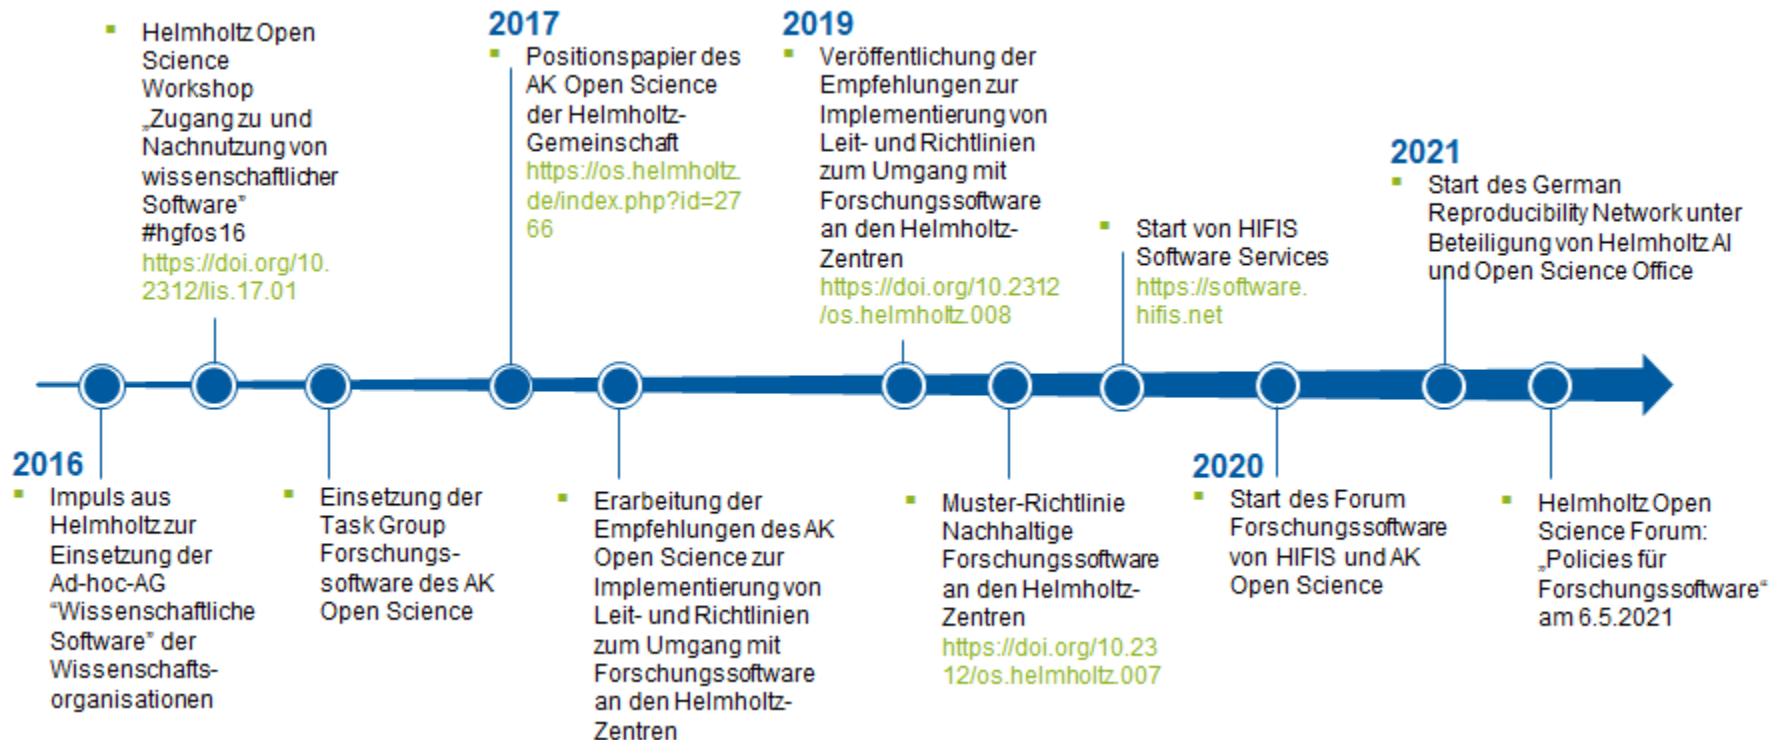 2016
▪ Impuls aus
Helmholtz zur
Einsetzung der
Ad-hoc-AG
“Wissenschaftliche
Software” der
Wissenschafts-
organisationen
▪ Helmholtz Open
Science
Workshop
„Zugang zu und
Nachnutzung von
wissenschaftlicher
Software”
#hgfos16
https://doi.org/10.
2312/lis.17.01
▪ Einsetzung der
Task Group
Forschungs-
software des AK
Open Science
2017
▪ Positionspapier des
AK Open Science
der Helmholtz-
Gemeinschaft
https://os.helmholtz.
de/index.php?id=27
66
▪ Erarbeitung der
Empfehlungen des AK
Open Science zur
Implementierung von
Leit- und Richtlinien
zum Umgang mit
Forschungssoftware
an den Helmholtz-
Zentren
2019
▪ Veröffentlichung der
Empfehlungen zur
Implementierung von
Leit- und Richtlinien
zum Umgang mit
Forschungssoftware
an den Helmholtz-
Zentren
https://doi.org/10.2312
/os.helmholtz.008
▪ Muster-Richtlinie
Nachhaltige
Forschungssoftware
an den Helmholtz-
Zentren
https://doi.org/10.23
12/os.helmholtz.007
▪ Start von HIFIS
Software Services
https://software.
hifis.net
2020
▪ Start des Forum
Forschungssoftware
von HIFIS und AK
Open Science
2021
▪ Start des German
Reproducibility Network unter
Beteiligung von Helmholtz AI
und Open Science Office
▪ Helmholtz Open
Science Forum:
„Policies für
Forschungssoftware“
am 6.5.2021